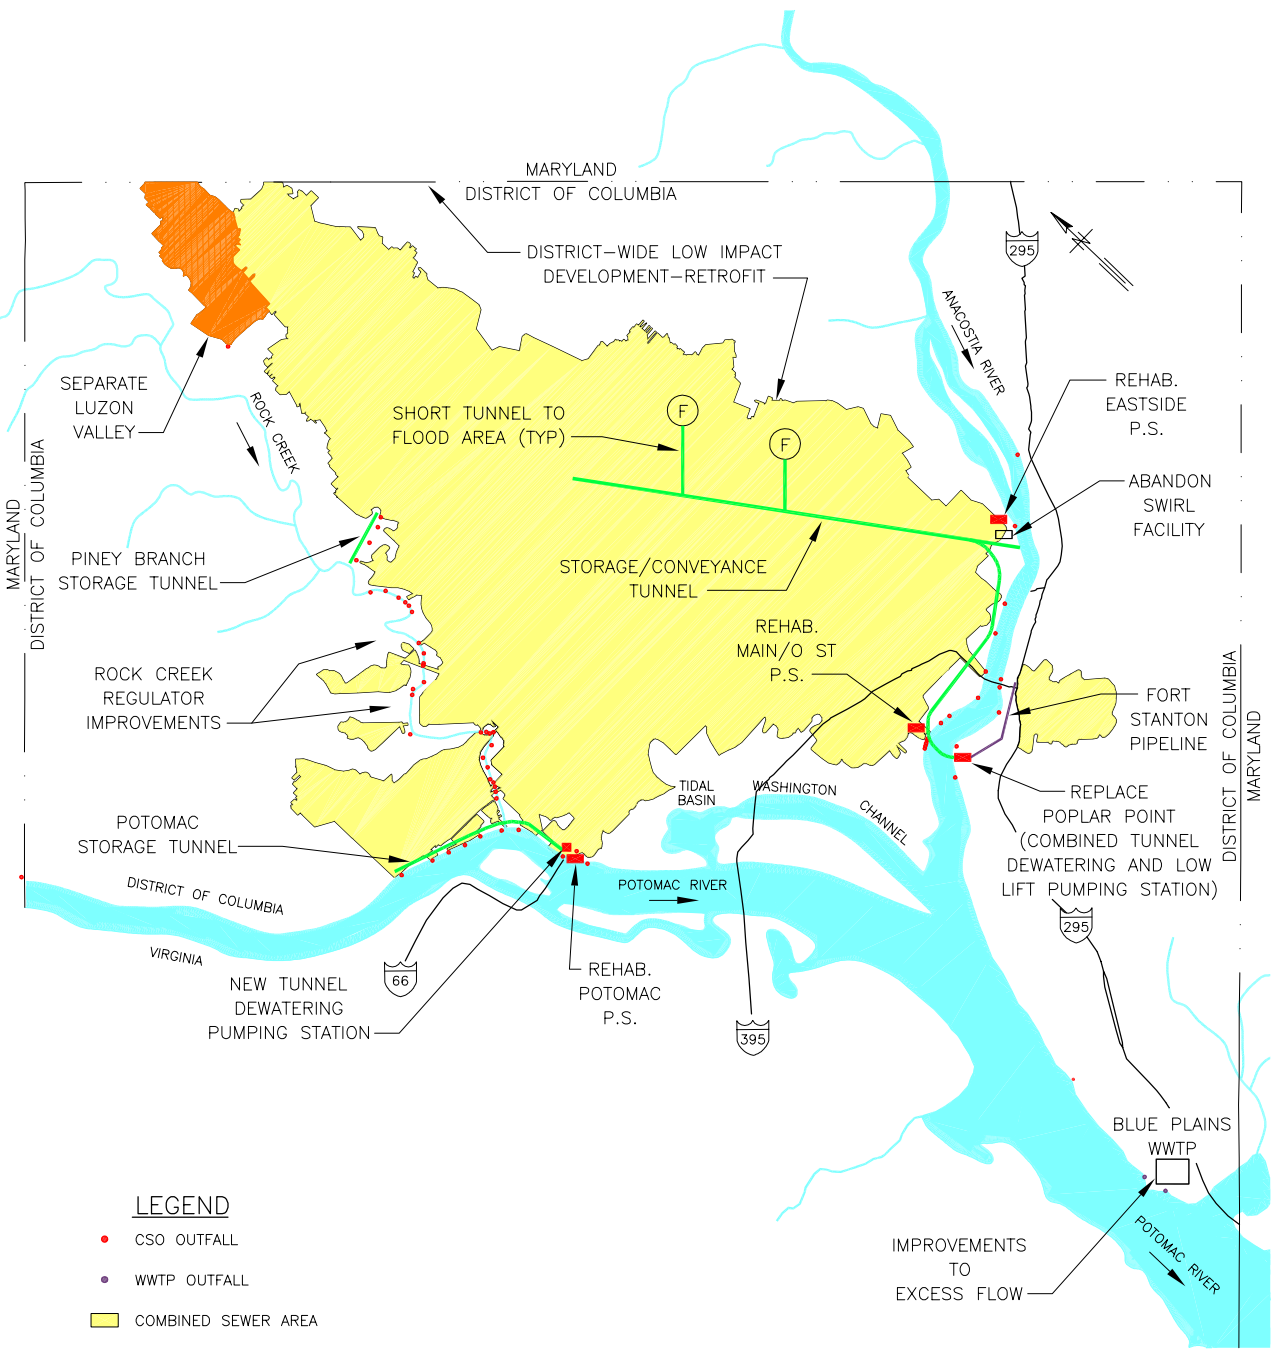 MARYLAND
DISTRICT OF COLUMBIA
DISTRICT-WIDE LOW IMPACT
DEVELOPMENT-RETROFIT
295
ANACOSTIA RIVER
SEPARATE
LUZON
VALLEY
ROCK CREEK
SHORT TUNNEL TO
FLOOD AREA (TYP)
F
F
REHAB.
EASTSIDE
P.S.
ABANDON
SWIRL
FACILITY
MARYLAND
DISTRICT OF COLUMBIA
PINEY BRANCH
STORAGE TUNNEL
STORAGE/CONVEYANCE
TUNNEL
REHAB.
MAIN/O ST
P.S.
ROCK CREEK
REGULATOR
IMPROVEMENTS
FORT
STANTON
PIPELINE
DISTRICT OF COLUMBIA
MARYLAND
TIDAL
BASIN
WASHINGTON
CHANNEL
REPLACE
POPLAR POINT
(COMBINED TUNNEL
DEWATERING AND LOW
LIFT PUMPING STATION)
POTOMAC
STORAGE TUNNEL
DISTRICT OF COLUMBIA
VIRGINIA
POTOMAC RIVER
295
66
NEW TUNNEL
DEWATERING
PUMPING STATION
REHAB.
POTOMAC
P.S.
395
BLUE PLAINS
WWTP
POTOMAC RIVER
IMPROVEMENTS
TO
EXCESS FLOW
LEGEND
CSO OUTFALL
WWTP OUTFALL
COMBINED SEWER AREA